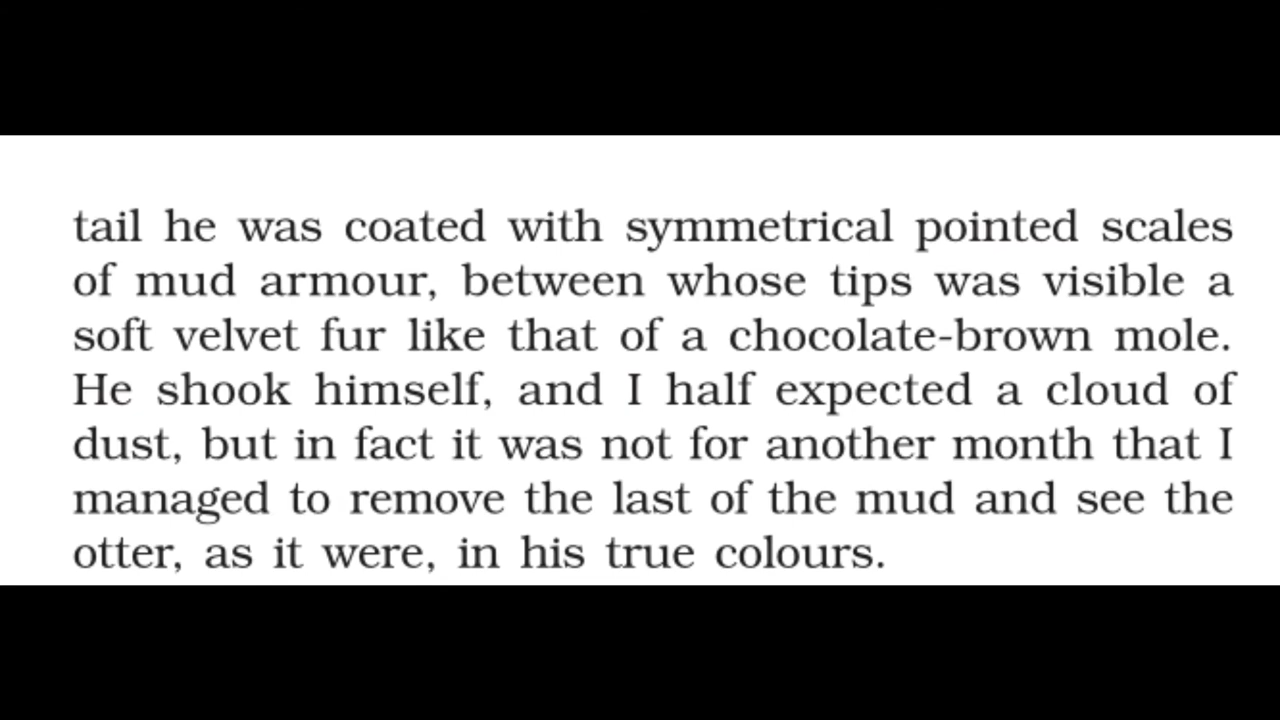 tail he was coated with symmetrical pointed scales
of mud armour, between whose tips was visible a
soft velvet fur like that of a chocolate-brown mole.
He shook himself, and I half expected a cloud of
dust, but in fact it was not for another month that I
managed to remove the last of the mud and see the
otter, as it were, in his true colours.